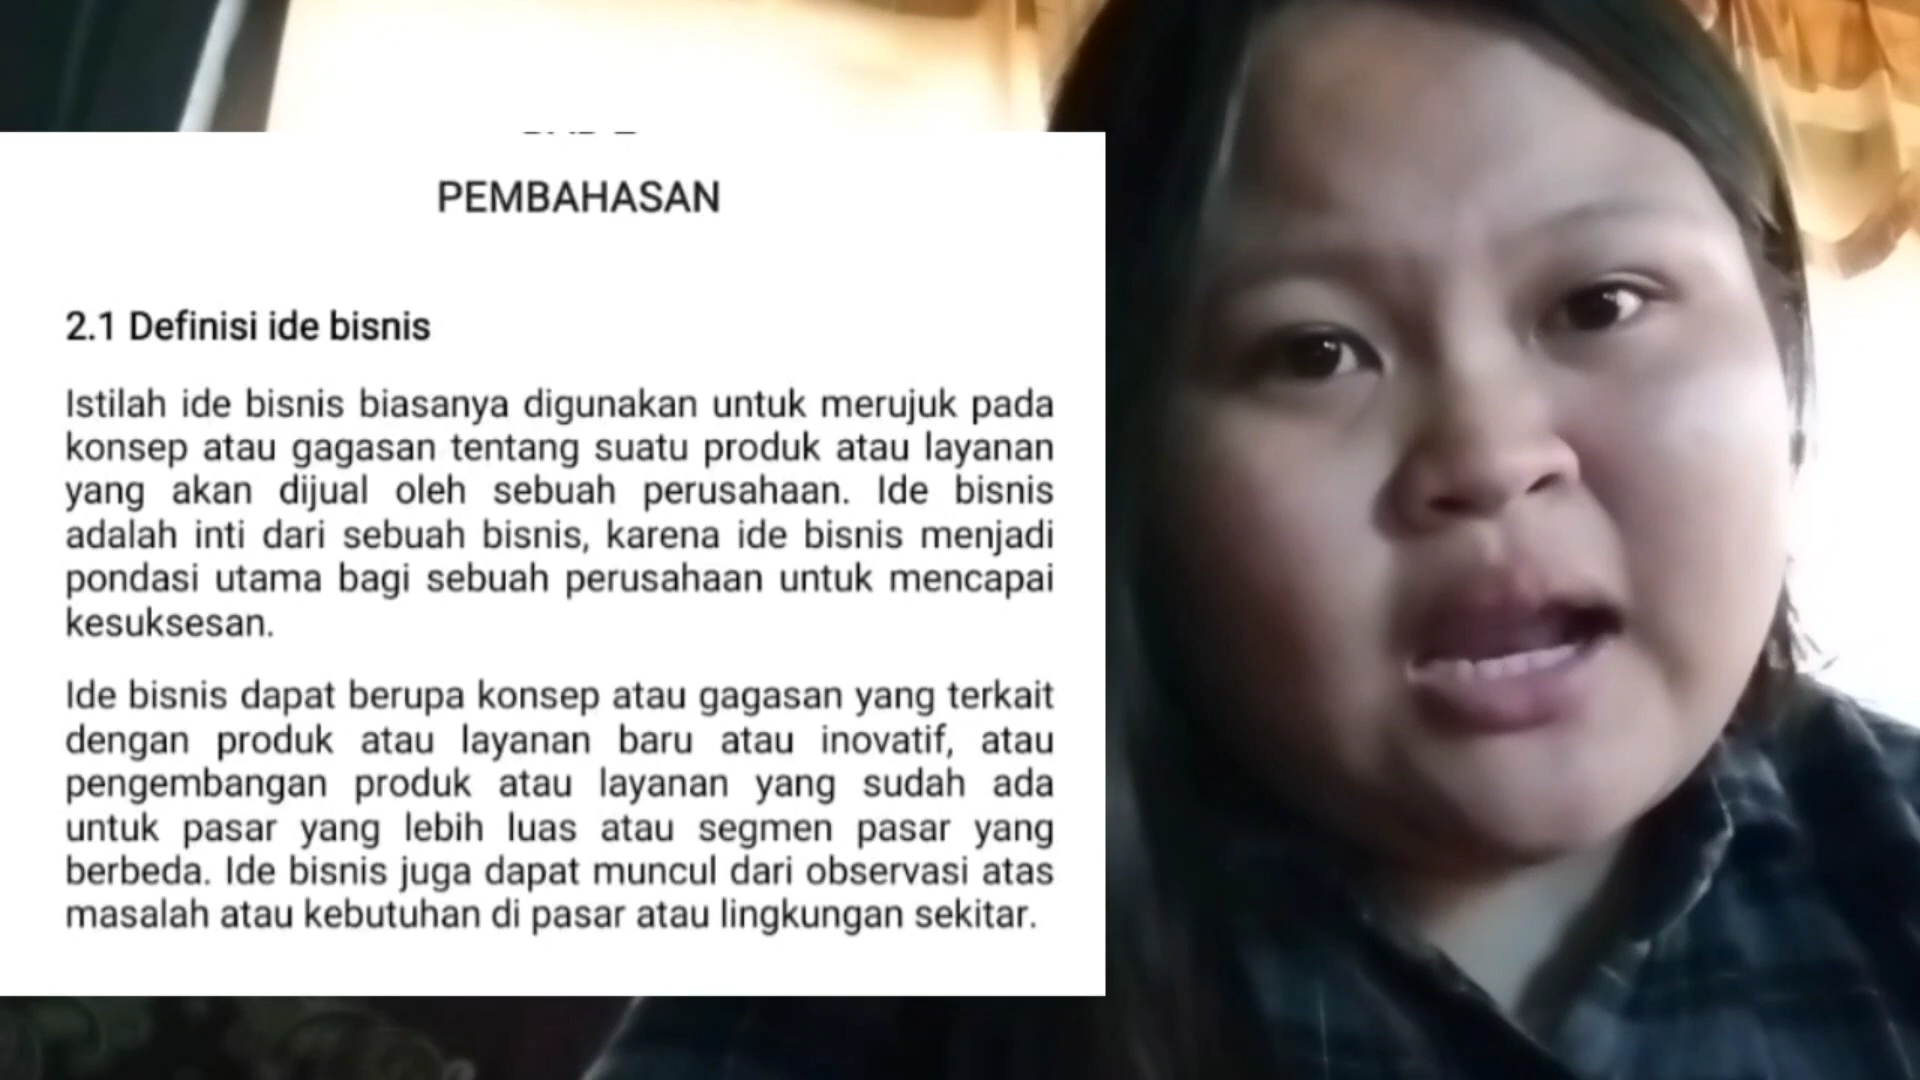 PEMBAHASAN
2.1 Definisi ide bisnis
Istilah ide bisnis biasanya digunakan untuk merujuk pada
konsep atau gagasan tentang suatu produk atau layanan
yang akan dijual oleh sebuah perusahaan. Ide bisnis
adalah inti dari sebuah bisnis, karena ide bisnis menjadi
pondasi utama bagi sebuah perusahaan untuk mencapai
kesuksesan.
Ide bisnis dapat berupa konsep atau gagasan yang terkait
dengan produk atau layanan baru atau inovatif, atau
pengembangan produk atau layanan yang sudah ada
untuk pasar yang lebih luas atau segmen pasar yang
berbeda. Ide bisnis juga dapat muncul dari observasi atas
masalah atau kebutuhan di pasar atau lingkungan sekitar.